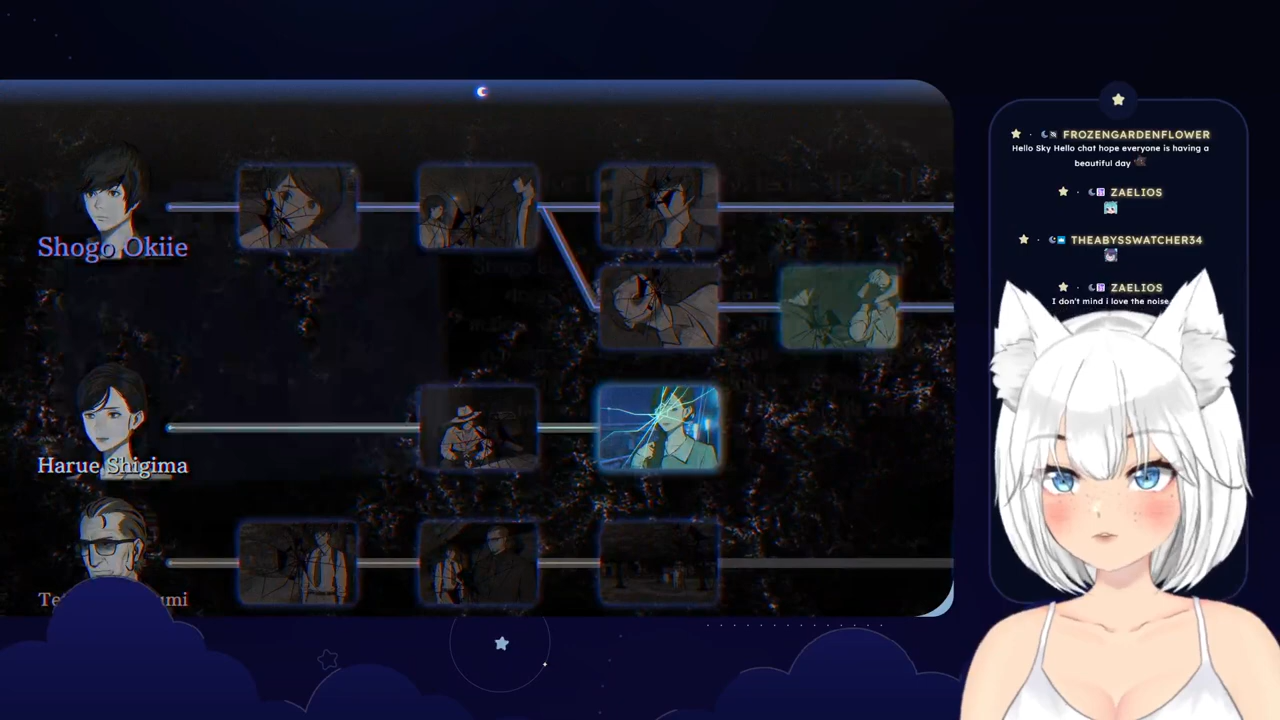 Shogo Okiie
Harue Shigima
FROZENGARDENFLOWER
Hello Sky Hello chat hope everyone is having a
beautiful day
ZAELIOS
THEABYSSWATCHER34
ZAELIOS
I don't mind i love the noise